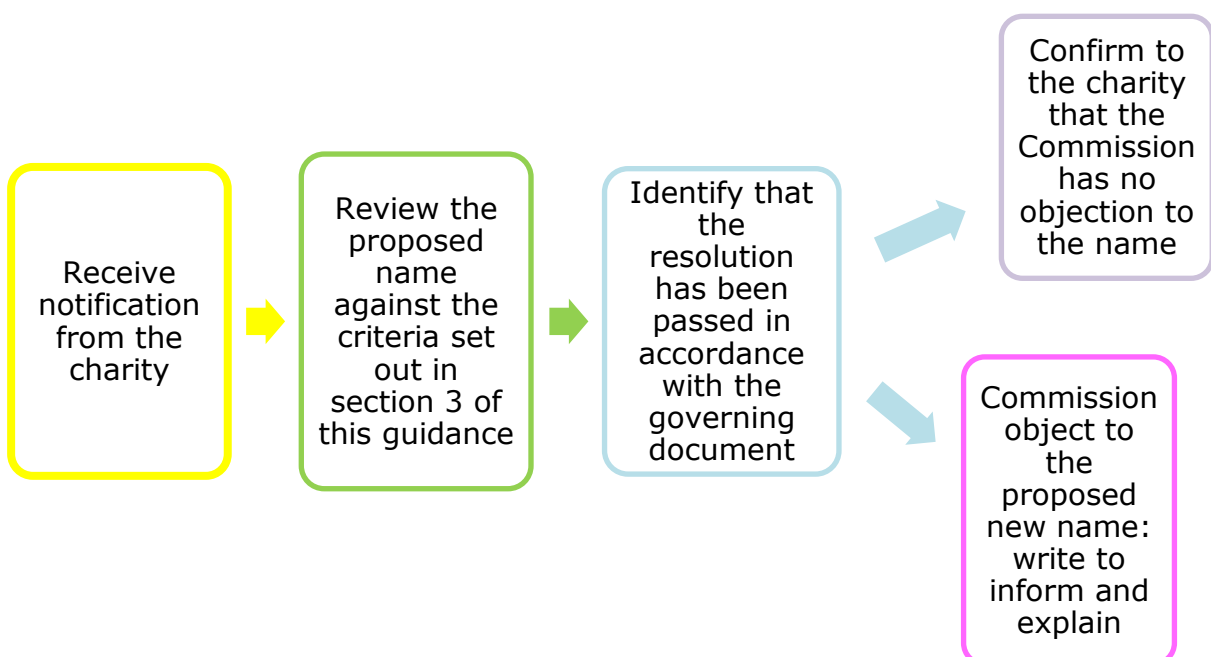 Receive
notification
from the
charity
Review the
proposed
name
against the
criteria set
out in
section 3 of
this guidance
Identify that
the
resolution
has been
passed in
accordance
with the
governing
document
Confirm to
the charity
that the
Commission
has no
objection to
the name
Commission
object to
the
proposed
new name:
write to
inform and
explain